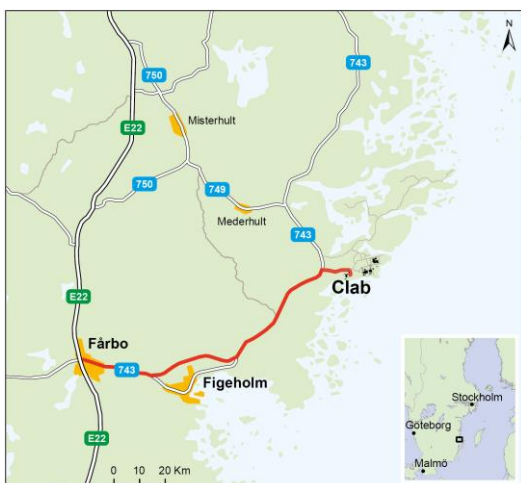 N
743
750
E22
Misterhult
750
749
Mederhult
743
E22
Clab
Fårbo
743
Figeholm
E22
0 10 20 Km
Stockholm
Göteborg
Malmö